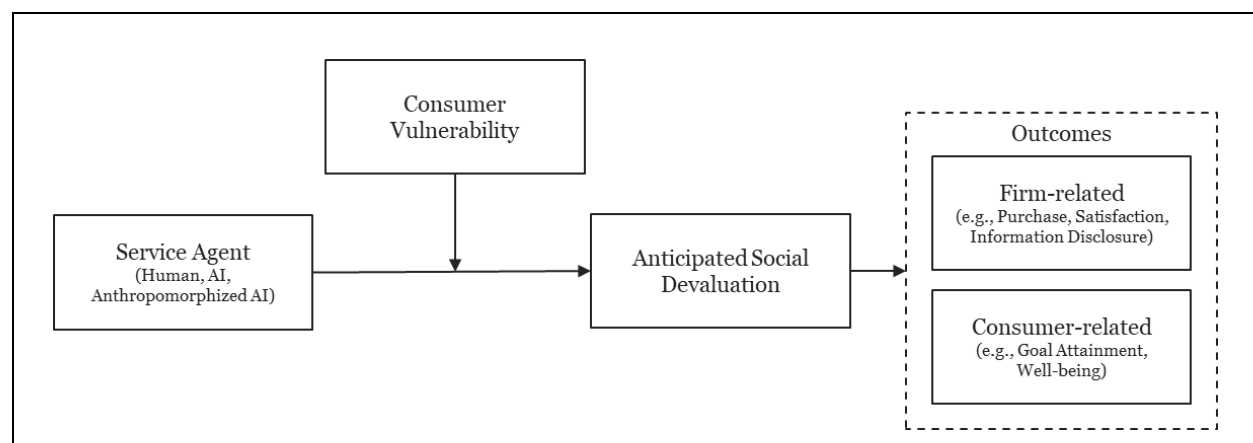 Consumer
Vulnerability
Service Agent
(Human, AI,
Anthropomorphized AI)
Anticipated Social
Devaluation
Outcomes
Firm-related
(e.g., Purchase, Satisfaction,
Information Disclosure)
Consumer-related
(e.g., Goal Attainment,
Well-being)